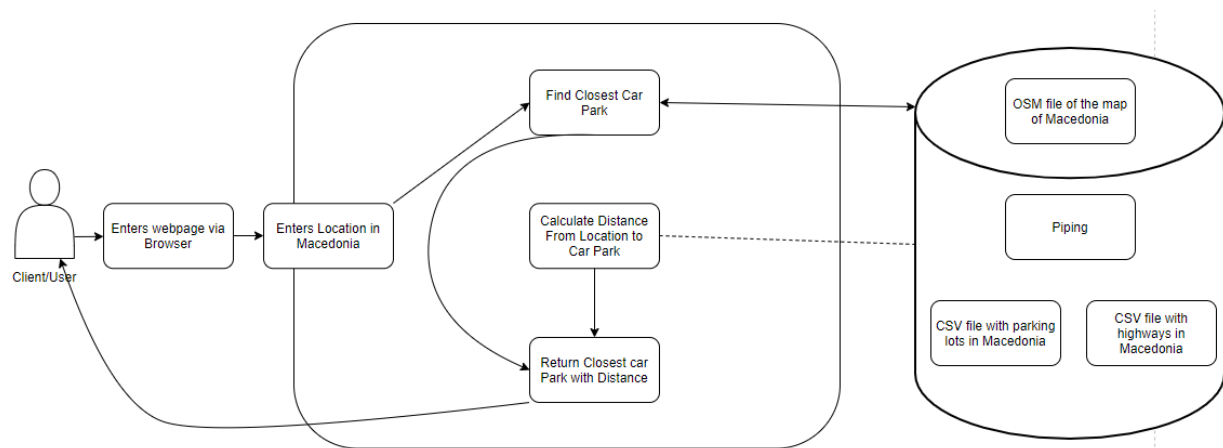 Client/User
Enters webpage via
Browser
Enters Location in
Macedonia
Find Closest Car
Park
Calculate Distance
From Location to
Car Park
Return Closest car
Park with Distance
OSM file of the map
of Macedonia
Piping
CSV file with parking
lots in Macedonia
CSV file with
highways in
Macedonia